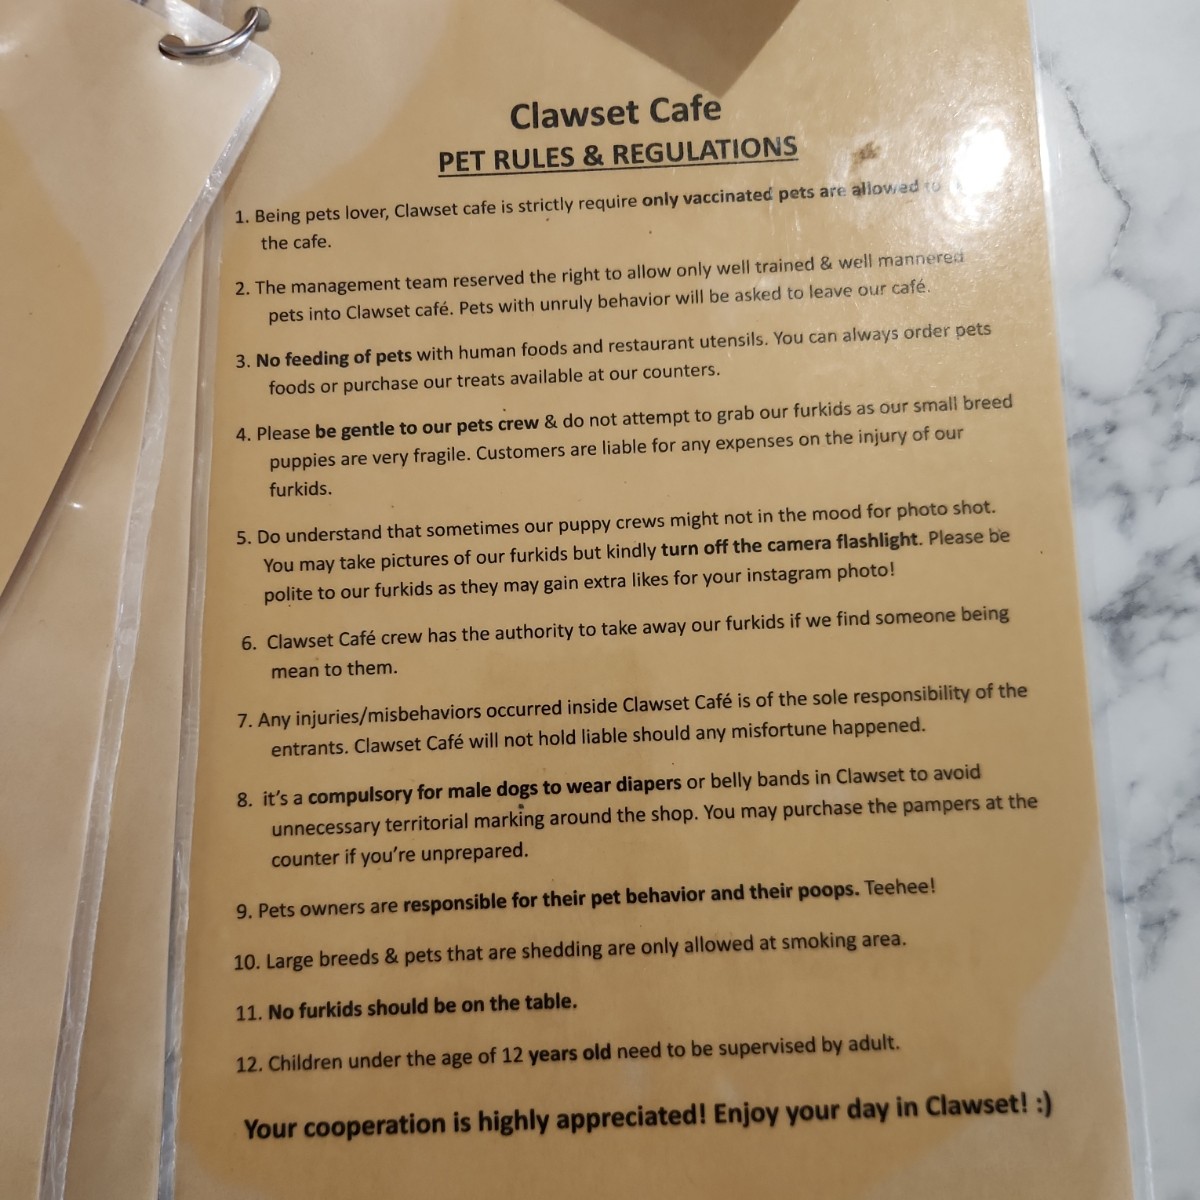 Clawset Cafe
PET RULES & REGULATIONS
1. Being pets lover, Clawset cafe is strictly require only vaccinated pets are allowed to
the cafe.
2. The management team reserved the right to allow only well trained & well mannered
pets into Clawset café. Pets with unruly behavior will be asked to leave our café.
3. No feeding of pets with human foods and restaurant utensils. You can always order pets
foods or purchase our treats available at our counters.
4. Please be gentle to our pets crew & do not attempt to grab our furkids as our small breed
puppies are very fragile. Customers are liable for any expenses on the injury of our
furkids.
5. Do understand that sometimes our puppy crews might not in the mood for photo shot.
You may take pictures of our furkids but kindly turn off the camera flashlight. Please be
polite to our furkids as they may gain extra likes for your instagram photo!
6. Clawset Café crew has the authority to take away our furkids if we find someone being
mean to them.
7. Any injuries/misbehaviors occurred inside Clawset Café is of the sole responsibility of the
entrants. Clawset Café will not hold liable should any misfortune happened.
8. it's a compulsory for male dogs to wear diapers or belly bands in Clawset to avoid
unnecessary territorial marking around the shop. You may purchase the pampers at the
counter if you're unprepared.
9. Pets owners are responsible for their pet behavior and their poops. Teehee!
10. Large breeds & pets that are shedding are only allowed at smoking area.
11. No furkids should be on the table.
12. Children under the age of 12 years old need to be supervised by adult.
Your cooperation is highly appreciated! Enjoy your day in Clawset! :)